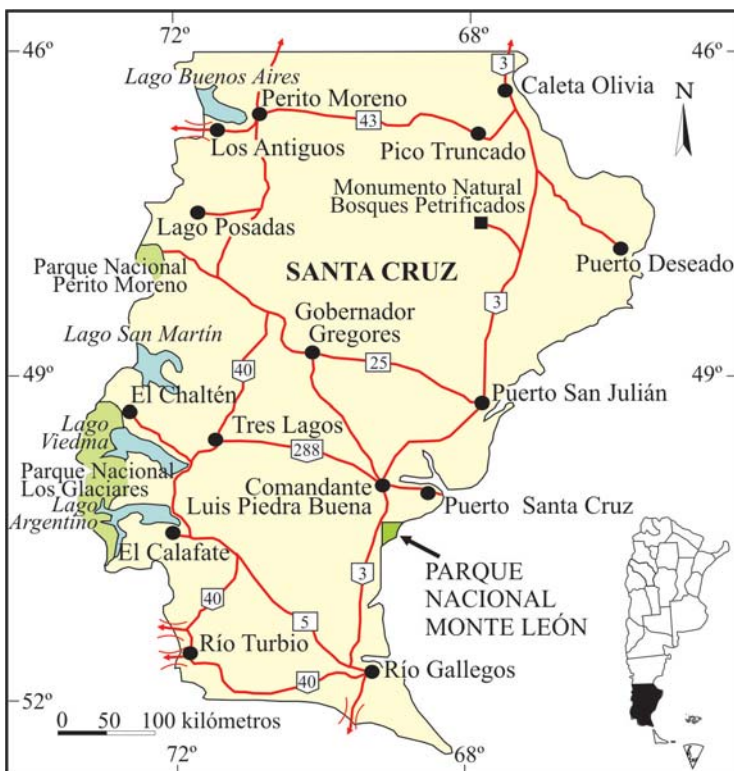 72º 68º
46º 46º
3
Lago Buenos Aires
Caleta Olivia
Perito Moreno
N
43
Los Antiguos
Pico Truncado
Monumento Natural
Bosques Petrificados
Lago Posadas
Parque Nacional
Perito Moreno
SANTA CRUZ
Puerto Deseado
3
Gobernador
Gregores
Lago San Martín
40
25
49º 49º
El Chaltén
Puerto San Julián
Lago
Viedma
Tres Lagos
288
Parque Nacional
Los Glaciares
Comandante
Luis Piedra Buena
Puerto Santa Cruz
Lago
Argentino
El Calafate
3
PARQUE
NACIONAL
MONTE LEÓN
40
5
Río Turbio
Río Gallegos
40
52º 52º
0 50 100 kilómetros
72º 68º